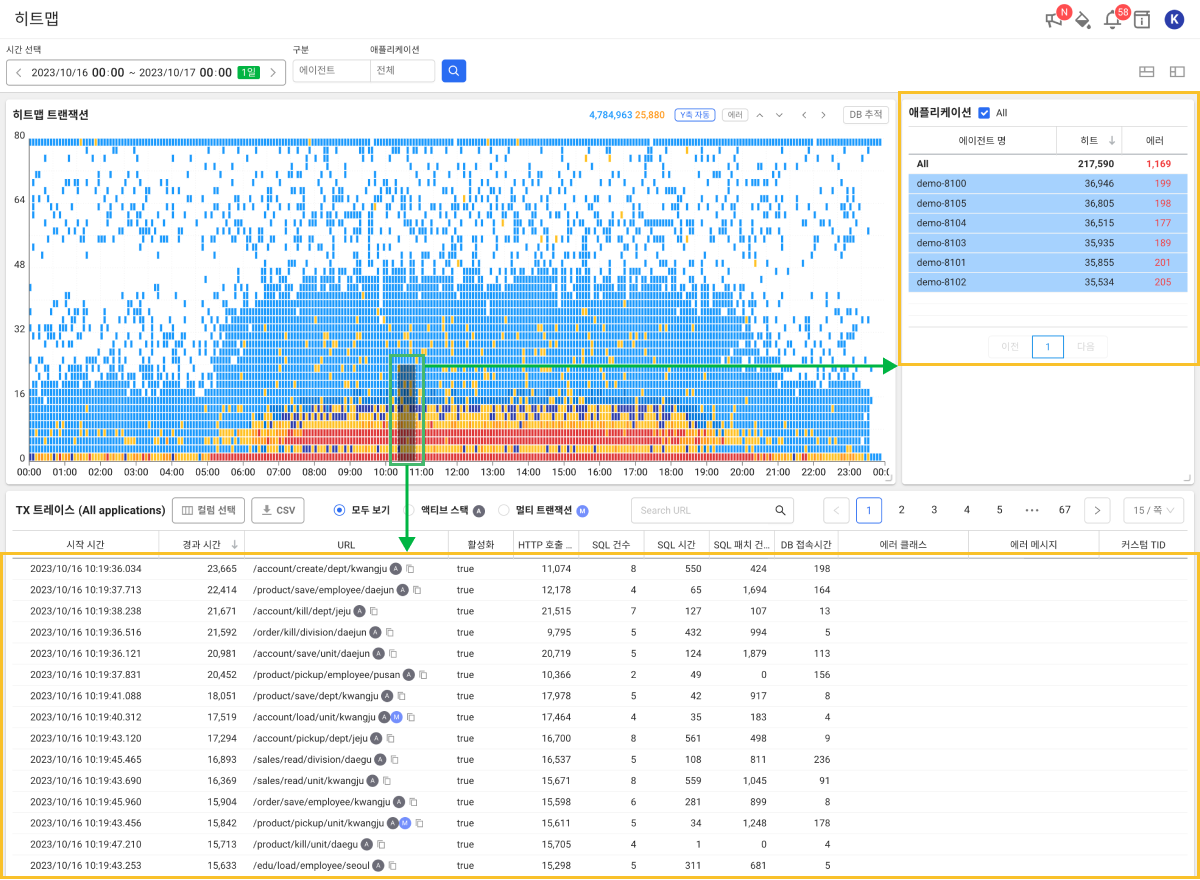 히트맵
N
58
K
시간 선택
구분
애플리케이션
2023/10/16 00:00 ~ 2023/10/17 00:00 1일
에이전트
전체
히트맵 트랜잭션
4,784,963 25,880 Y축 자동 에러
DB 추적
80
64
48
32
16
0
00:00 01:00 02:00 03:00 04:00 05:00 06:00 07:00 08:00 09:00 10:00 11:00 12:00 13:00 14:00 15:00 16:00 17:00 18:00 19:00 20:00 21:00 22:00 23:00 00:0
애플리케이션 All
에이전트 명 히트 ↓ 에러
All 217,590 1,169
demo-8100 36,946 199
demo-8105 36,805 198
demo-8104 36,515 177
demo-8103 35,935 189
demo-8101 35,855 201
demo-8102 35,534 205
이전 1 다음
TX 트레이스 (All applications) 컬럼 선택 CSV 모두 보기 액티브 스택 A 멀티 트랜잭션 M Search URL < 1 2 3 4 5 ··· 67 > 15 / 쪽
시작 시간 경과 시간 ↓ URL 활성화 HTTP 호출 ... SQL 건수 SQL 시간 SQL 패치 건... DB 접속시간 에러 클래스 에러 메시지 커스텀 TID
2023/10/16 10:19:36.034 23,665 /account/create/dept/kwangju A true 11,074 8 550 424 198
2023/10/16 10:19:37.713 22,414 /product/save/employee/daejun A true 12,178 4 65 1,694 164
2023/10/16 10:19:38.238 21,671 /account/kill/dept/jeju A true 21,515 7 127 107 13
2023/10/16 10:19:36.516 21,592 /order/kill/division/daejun A true 9,795 5 432 994 5
2023/10/16 10:19:36.121 20,981 /account/save/unit/daejun A true 20,719 5 124 1,879 113
2023/10/16 10:19:37.831 20,452 /product/pickup/employee/pusan A true 10,366 2 49 0 156
2023/10/16 10:19:41.088 18,051 /product/save/dept/kwangju A true 17,978 5 42 917 8
2023/10/16 10:19:40.312 17,519 /account/load/unit/kwangju A M true 17,464 4 35 183 4
2023/10/16 10:19:43.120 17,294 /account/pickup/dept/jeju A true 16,700 8 561 498 9
2023/10/16 10:19:45.465 16,893 /sales/read/division/daegu A true 16,537 5 108 811 236
2023/10/16 10:19:43.690 16,369 /sales/read/unit/kwangju A true 15,671 8 559 1,045 91
2023/10/16 10:19:45.960 15,904 /order/save/employee/kwangju A true 15,598 6 281 899 8
2023/10/16 10:19:43.456 15,842 /product/pickup/unit/kwangju A M true 15,611 5 34 1,248 178
2023/10/16 10:19:47.210 15,713 /product/kill/unit/daegu A true 15,705 4 1 0 4
2023/10/16 10:19:43.253 15,633 /edu/load/employee/seoul A true 15,298 5 311 681 5